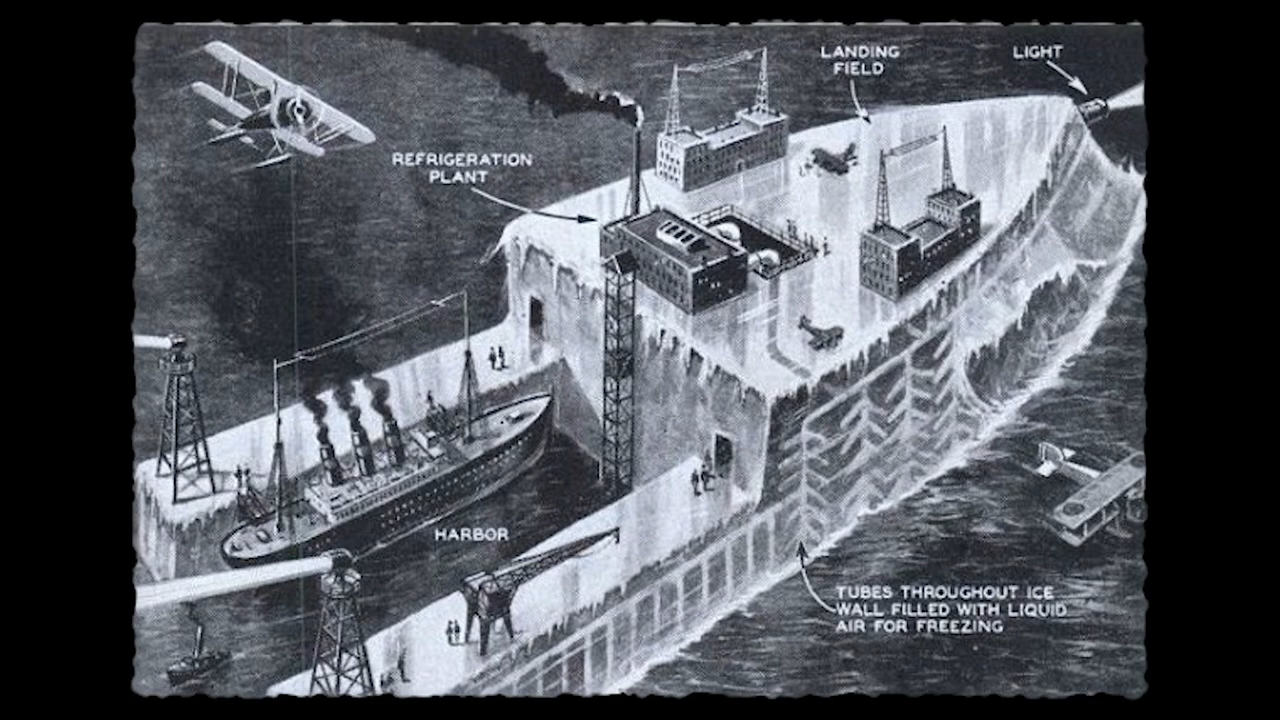 LANDING
FIELD
LIGHT
REFRIGERATION
PLANT
HARBOR
TUBES THROUGHOUT ICE
WALL FILLED WITH LIQUID
AIR FOR FREEZING